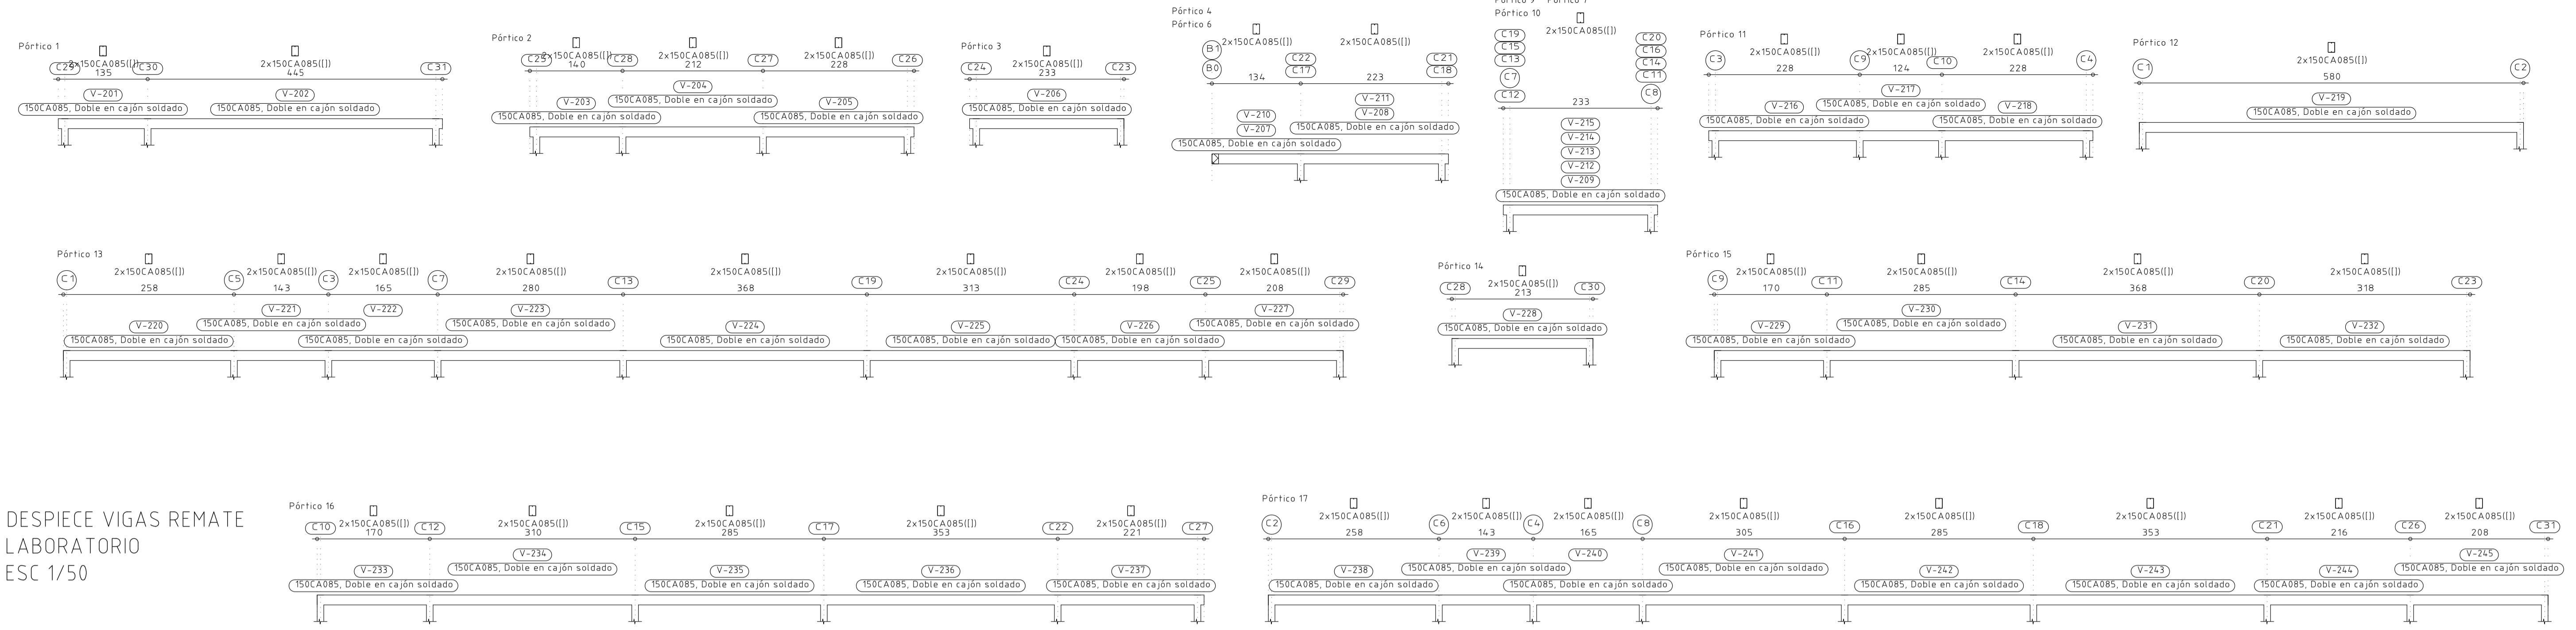 Pórtico 1
2x150CA085([]) 2x150CA085([])
C29 C30 C31
135 445
V-201 V-202
150CA085, Doble en cajón soldado 150CA085, Doble en cajón soldado
Pórtico 2
2x150CA085([]) 2x150CA085([]) 2x150CA085([])
C25 C28 C27 C26
140 212 228
V-204
150CA085, Doble en cajón soldado
V-203 V-205
150CA085, Doble en cajón soldado 150CA085, Doble en cajón soldado
Pórtico 3
2x150CA085([])
C24 C23
233
V-206
150CA085, Doble en cajón soldado
Pórtico 4
Pórtico 6
2x150CA085([]) 2x150CA085([])
B1 C22 C21
B0 C17 C18
134 223
V-211
V-208
150CA085, Doble en cajón soldado
V-210
V-207
150CA085, Doble en cajón soldado
Pórtico 10
2x150CA085([])
C19 C20
C15 C16
C13 C14
C7 C11
C12 C8
233
V-215
V-214
V-213
V-212
V-209
150CA085, Doble en cajón soldado
Pórtico 11
2x150CA085([]) 2x150CA085([]) 2x150CA085([])
C3 C9 C10 C4
228 124 228
V-217
150CA085, Doble en cajón soldado
V-216 V-218
150CA085, Doble en cajón soldado 150CA085, Doble en cajón soldado
Pórtico 12
2x150CA085([])
C1 C2
580
V-219
150CA085, Doble en cajón soldado
Pórtico 13
2x150CA085([]) 2x150CA085([]) 2x150CA085([]) 2x150CA085([]) 2x150CA085([]) 2x150CA085([]) 2x150CA085([]) 2x150CA085([])
C1 C5 C3 C7 C13 C19 C24 C25 C29
258 143 165 280 368 313 198 208
V-221 V-222 V-223 V-227
150CA085, Doble en cajón soldado 150CA085, Doble en cajón soldado 150CA085, Doble en cajón soldado
V-220 V-224 V-225 V-226
150CA085, Doble en cajón soldado 150CA085, Doble en cajón soldado 150CA085, Doble en cajón soldado 150CA085, Doble en cajón soldado 150CA085, Doble en cajón soldado
Pórtico 14
2x150CA085([])
C28 C30
213
V-228
150CA085, Doble en cajón soldado
Pórtico 15
2x150CA085([]) 2x150CA085([]) 2x150CA085([]) 2x150CA085([])
C9 C11 C14 C20 C23
170 285 368 318
V-230
150CA085, Doble en cajón soldado
V-229 V-231 V-232
150CA085, Doble en cajón soldado 150CA085, Doble en cajón soldado 150CA085, Doble en cajón soldado
DESPIECE VIGAS REMATE
LABORATORIO
ESC 1/50
Pórtico 16
2x150CA085([]) 2x150CA085([]) 2x150CA085([]) 2x150CA085([]) 2x150CA085([])
C10 C12 C15 C17 C22 C27
170 310 285 353 221
V-234
150CA085, Doble en cajón soldado
V-233 V-235 V-236 V-237
150CA085, Doble en cajón soldado 150CA085, Doble en cajón soldado 150CA085, Doble en cajón soldado 150CA085, Doble en cajón soldado
Pórtico 17
2x150CA085([]) 2x150CA085([]) 2x150CA085([]) 2x150CA085([]) 2x150CA085([]) 2x150CA085([]) 2x150CA085([]) 2x150CA085([])
C2 C6 C4 C8 C16 C18 C21 C26 C31
258 143 165 305 285 353 216 208
V-239 V-240 V-241 V-245
150CA085, Doble en cajón soldado 150CA085, Doble en cajón soldado 150CA085, Doble en cajón soldado
V-238 V-242 V-243 V-244
150CA085, Doble en cajón soldado 150CA085, Doble en cajón soldado 150CA085, Doble en cajón soldado 150CA085, Doble en cajón soldado 150CA085, Doble en cajón soldado